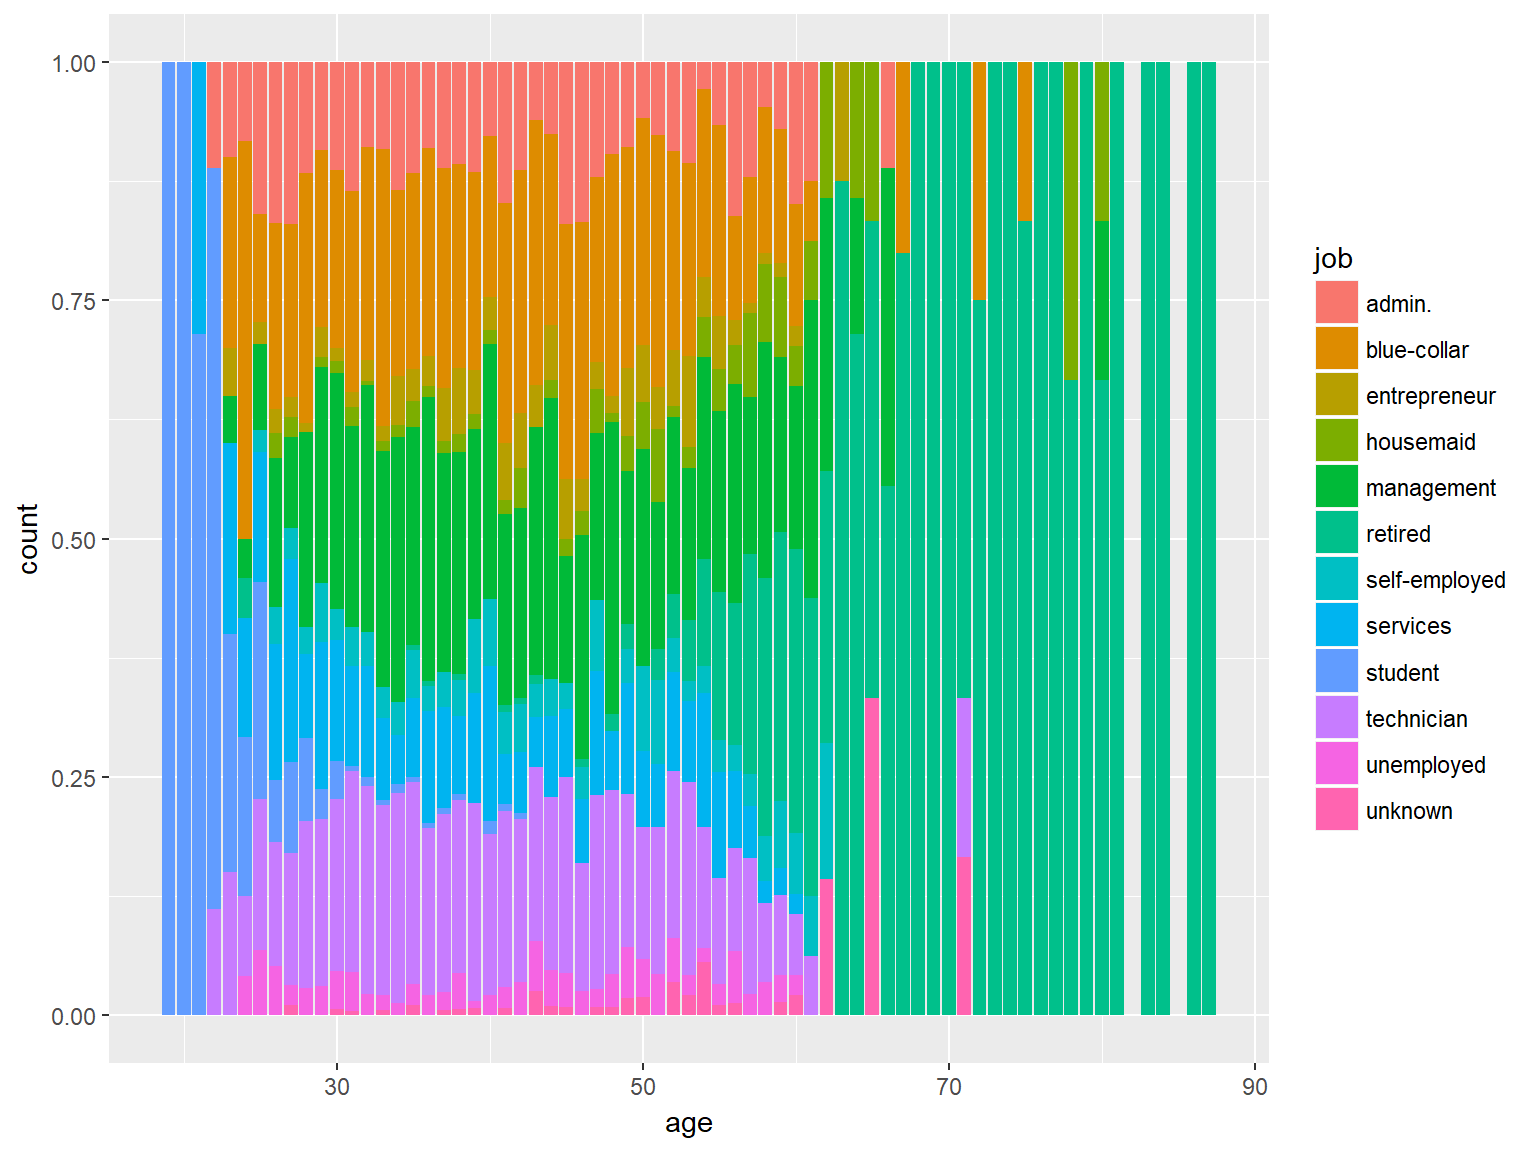 1.00
0.75
0.50
0.25
0.00
count
30
50
70
90
age
job
admin.
blue-collar
entrepreneur
housemaid
management
retired
self-employed
services
student
technician
unemployed
unknown